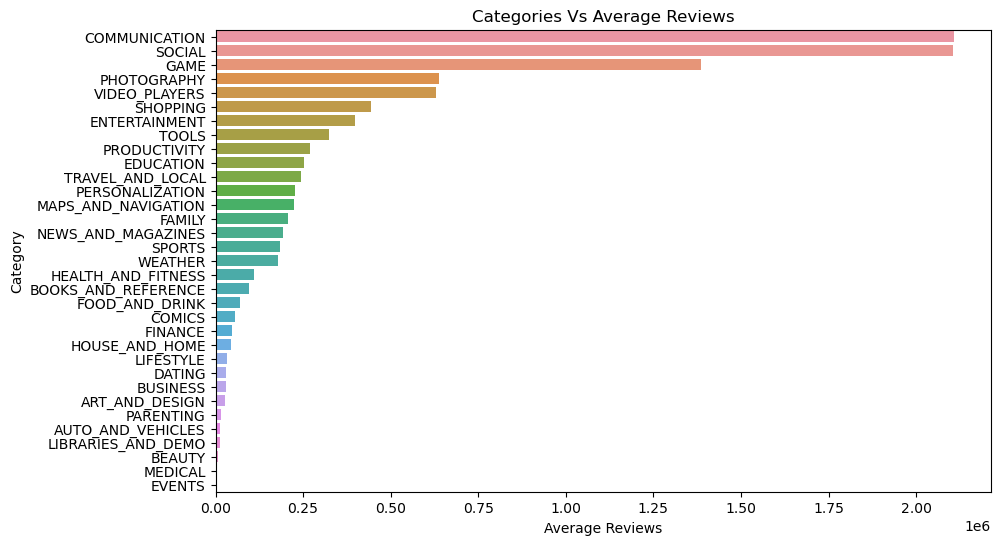 Categories Vs Average Reviews
Category
COMMUNICATION
SOCIAL
GAME
PHOTOGRAPHY
VIDEO_PLAYERS
SHOPPING
ENTERTAINMENT
TOOLS
PRODUCTIVITY
EDUCATION
TRAVEL_AND_LOCAL
PERSONALIZATION
MAPS_AND_NAVIGATION
FAMILY
NEWS_AND_MAGAZINES
SPORTS
WEATHER
HEALTH_AND_FITNESS
BOOKS_AND_REFERENCE
FOOD_AND_DRINK
COMICS
FINANCE
HOUSE_AND_HOME
LIFESTYLE
DATING
BUSINESS
ART_AND_DESIGN
PARENTING
AUTO_AND_VEHICLES
LIBRARIES_AND_DEMO
BEAUTY
MEDICAL
EVENTS
0.00 0.25 0.50 0.75 1.00 1.25 1.50 1.75 2.00
1e6
Average Reviews